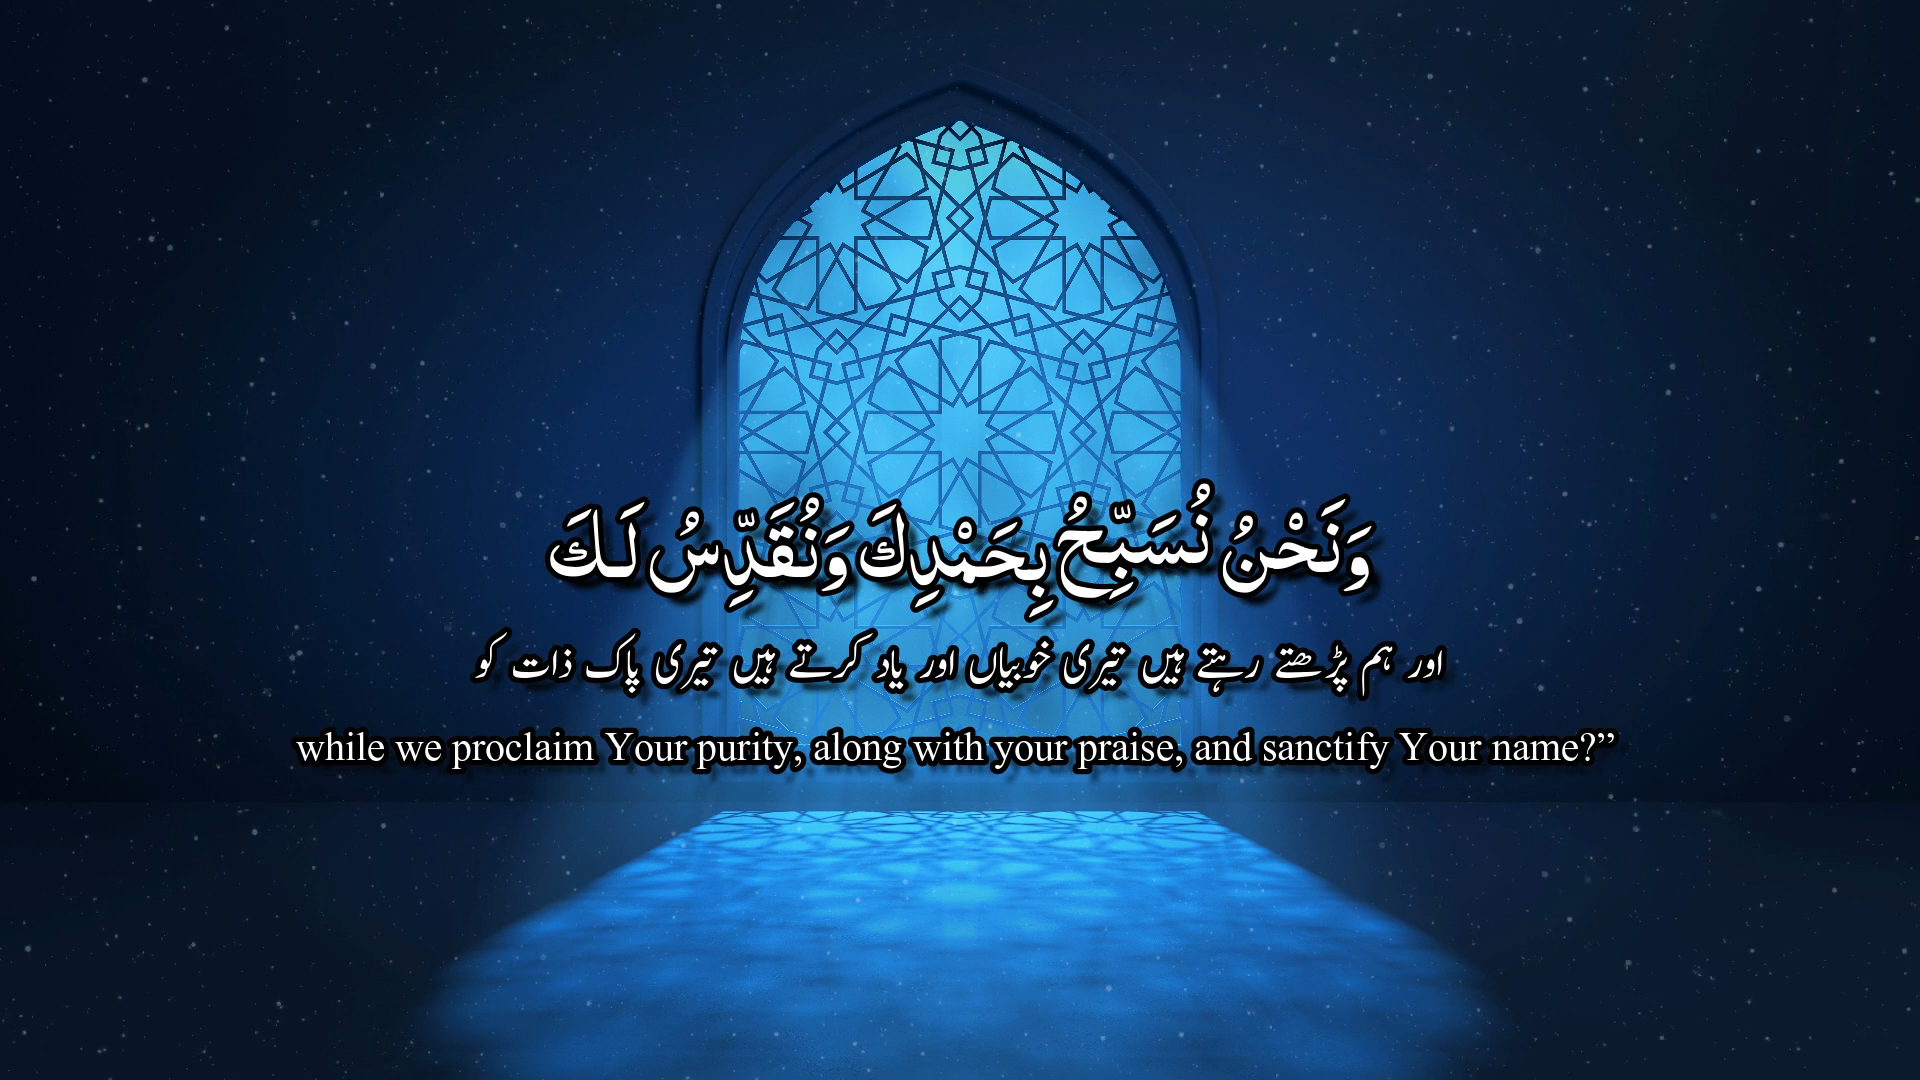 وَنَحْنُ نُسَبِّحُ بِحَمْدِكَ وَنُقَدِّسُ لَكَ
اور ہم پڑھتے رہتے ہیں تیری خوبیاں اور یاد کرتے ہیں تیری پاک ذات کو
while we proclaim Your purity, along with your praise, and sanctify Your name?”